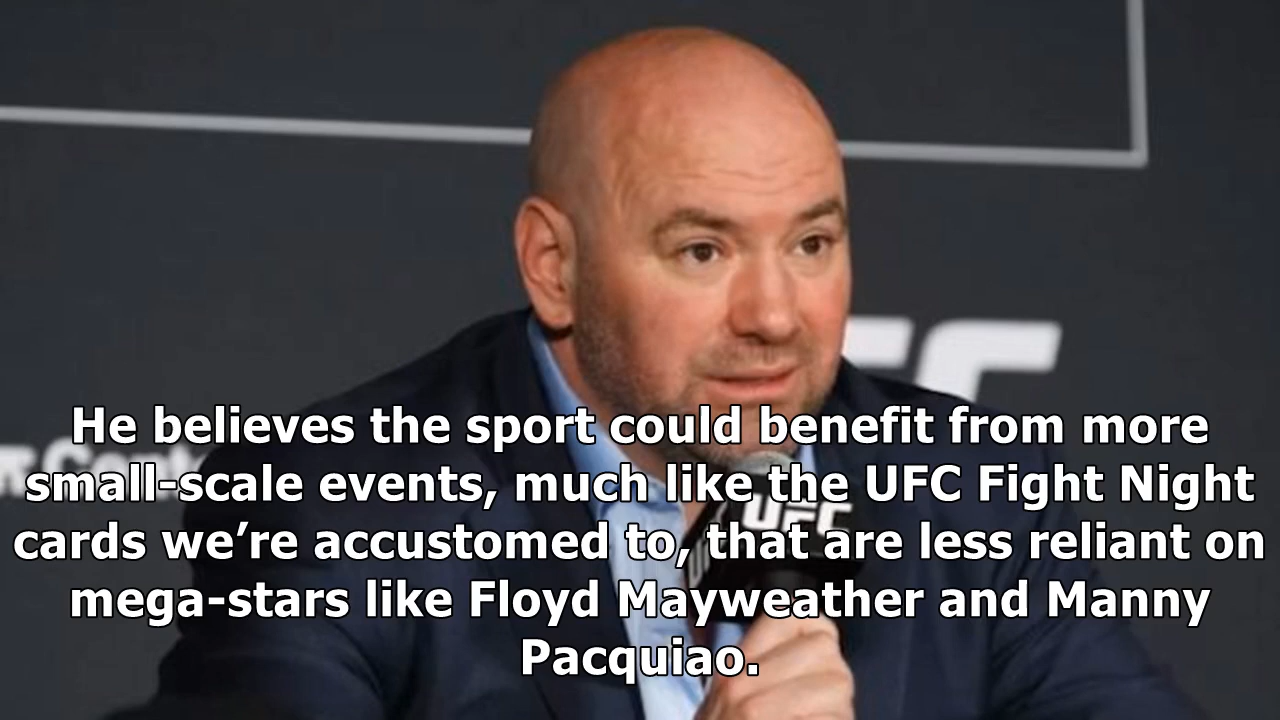 He believes the sport could benefit from more
small-scale events, much like the UFC Fight Night
cards we’re accustomed to, that are less reliant on
mega-stars like Floyd Mayweather and Manny
Pacquiao.
UFC